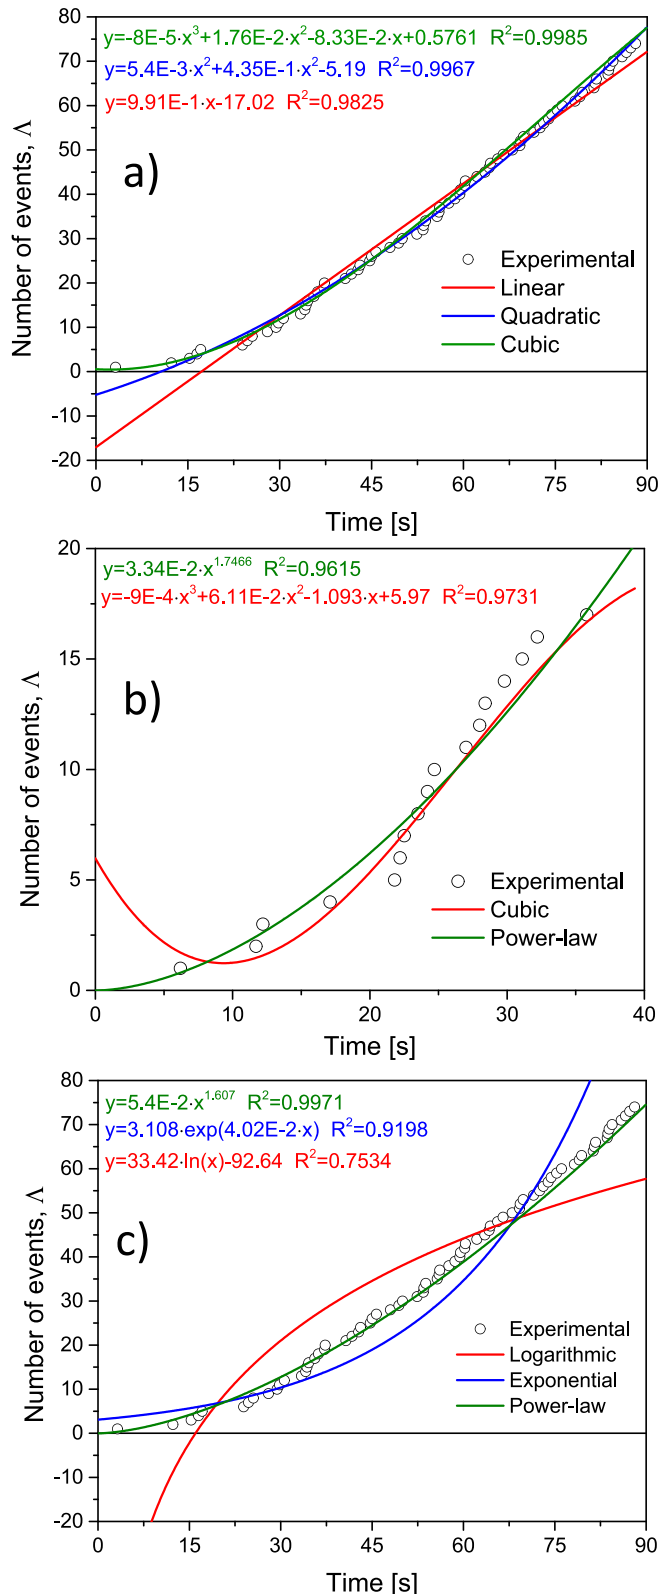 y=-8E-5·x³+1.76E-2·x²-8.33E-2·x+0.5761 R²=0.9985
y=5.4E-3·x²+4.35E-1·x²-5.19 R²=0.9967
y=9.91E-1·x-17.02 R²=0.9825
a)
Number of events, Λ
80
70
60
50
40
30
20
10
0
-10
-20
Experimental
Linear
Quadratic
Cubic
0 15 30 45 60 75 90
Time [s]
y=3.34E-2·x^1.7466 R²=0.9615
y=-9E-4·x³+6.11E-2·x²-1.093·x+5.97 R²=0.9731
b)
Number of events, Λ
20
15
10
5
0
Experimental
Cubic
Power-law
0 10 20 30 40
Time [s]
y=5.4E-2·x^1.607 R²=0.9971
y=3.108·exp(4.02E-2·x) R²=0.9198
y=33.42·ln(x)-92.64 R²=0.7534
c)
Number of events, Λ
80
70
60
50
40
30
20
10
0
-10
-20
Experimental
Logarithmic
Exponential
Power-law
0 15 30 45 60 75 90
Time [s]